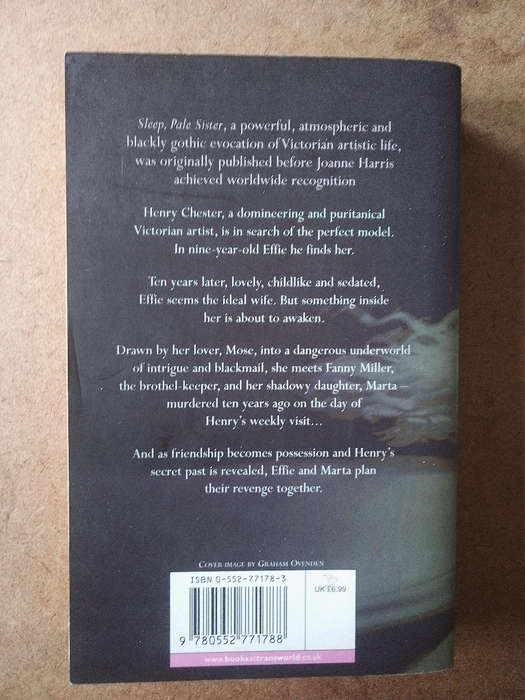 Sleep, Pale Sister, a powerful, atmospheric and
blackly gothic evocation of Victorian artistic life,
was originally published before Joanne Harris
achieved worldwide recognition
Henry Chester, a domineering and puritanical
Victorian artist, is in search of the perfect model.
In nine-year-old Effie he finds her.
Ten years later, lovely, childlike and sedated,
Effie seems the ideal wife. But something inside
her is about to awaken.
Drawn by her lover, Mose, into a dangerous underworld
of intrigue and blackmail, she meets Fanny Miller,
the brothel-keeper, and her shadowy daughter, Marta –
murdered ten years ago on the day of
Henry's weekly visit...
And as friendship becomes possession and Henry's
secret past is revealed, Effie and Marta plan
their revenge together.
COVER IMAGE BY GRAHAM OVENDEN
ISBN 0-552-77178-3
UK £6.99
9 780552 771788
www.booksattransworld.co.uk